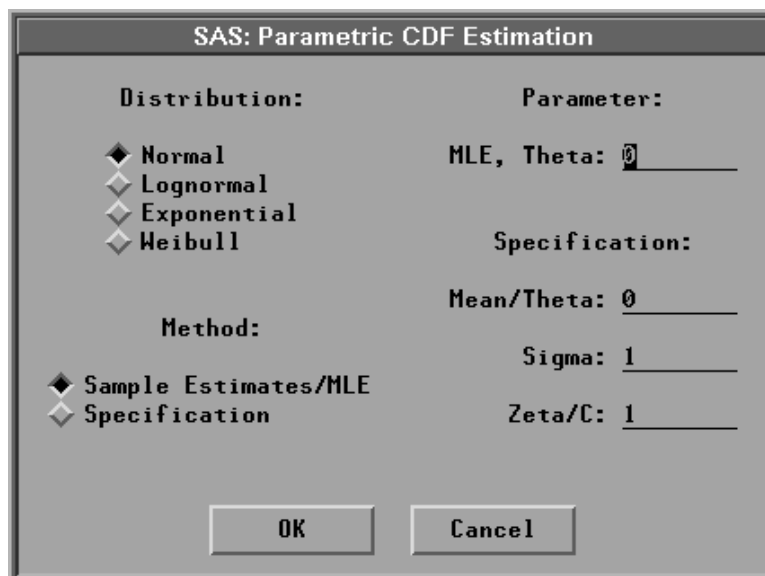 SAS: Parametric CDF Estimation
Distribution:
Normal
Lognormal
Exponential
Weibull
Method:
Sample Estimates/MLE
Specification
Parameter:
MLE, Theta: 0
Specification:
Mean/Theta: 0
Sigma: 1
Zeta/C: 1
OK
Cancel